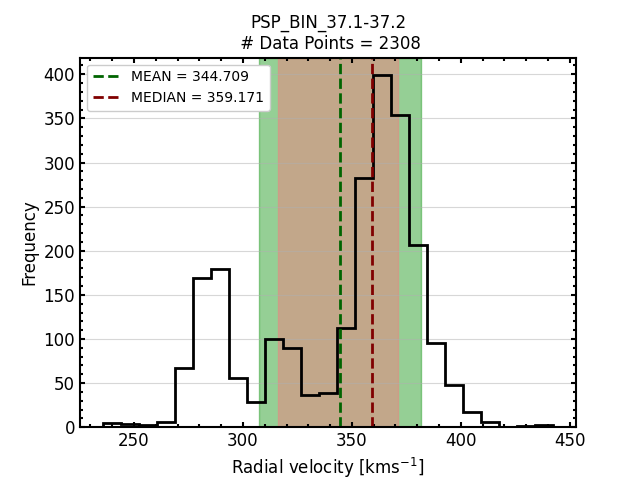 PSP_BIN_37.1-37.2
# Data Points = 2308
MEAN = 344.709
MEDIAN = 359.171
Frequency
400
350
300
250
200
150
100
50
0
250 300 350 400 450
Radial velocity [kms⁻¹]